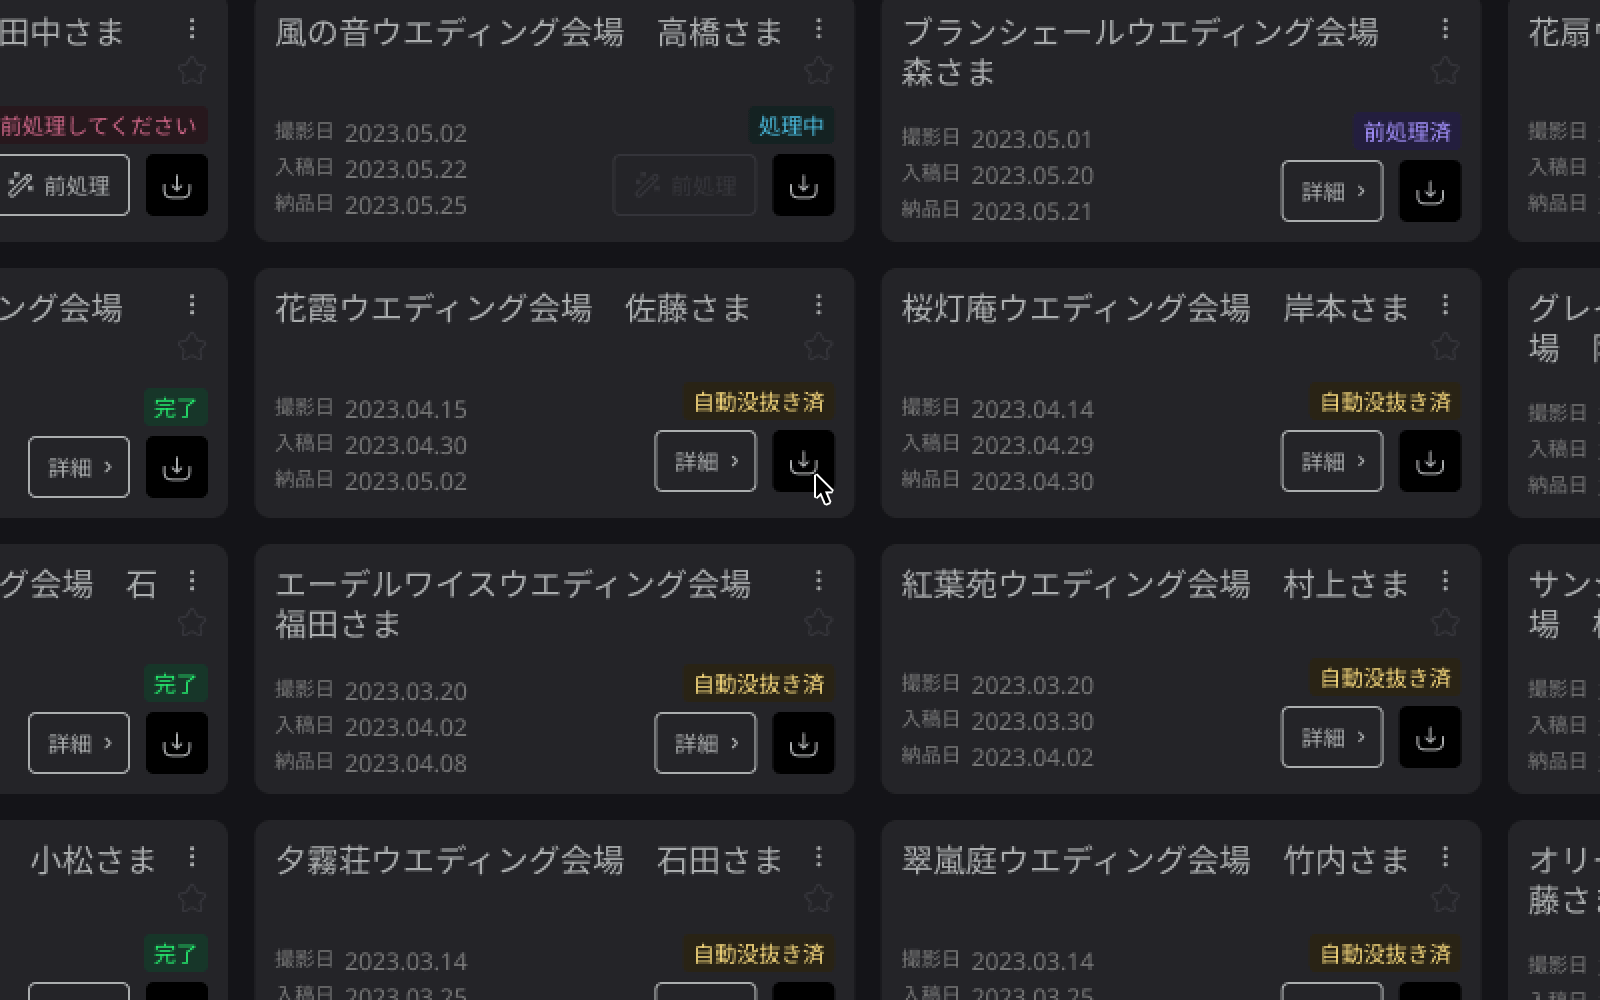 田中さま
前処理してください
前処理
風の音ウエディング会場　高橋さま
処理中
撮影日 2023.05.02
入稿日 2023.05.22
納品日 2023.05.25
前処理
ブランシェールウエディング会場
森さま
前処理済
撮影日 2023.05.01
入稿日 2023.05.20
納品日 2023.05.21
詳細
花扇
撮影日
入稿日
納品日
ング会場
完了
詳細
花霞ウエディング会場　佐藤さま
自動没抜き済
撮影日 2023.04.15
入稿日 2023.04.30
納品日 2023.05.02
詳細
桜灯庵ウエディング会場　岸本さま
自動没抜き済
撮影日 2023.04.14
入稿日 2023.04.29
納品日 2023.04.30
詳細
グレ
場
撮影日
入稿日
納品日
グ会場　石
完了
詳細
エーデルワイスウエディング会場
福田さま
自動没抜き済
撮影日 2023.03.20
入稿日 2023.04.02
納品日 2023.04.08
詳細
紅葉苑ウエディング会場　村上さま
自動没抜き済
撮影日 2023.03.20
入稿日 2023.03.30
納品日 2023.04.02
詳細
サン
場
撮影日
入稿日
納品日
小松さま
完了
夕霧荘ウエディング会場　石田さま
自動没抜き済
撮影日 2023.03.14
入稿日 2023.03.25
翠嵐庭ウエディング会場　竹内さま
自動没抜き済
撮影日 2023.03.14
入稿日 2023.03.25
オリ
藤さ
撮影日
入稿日